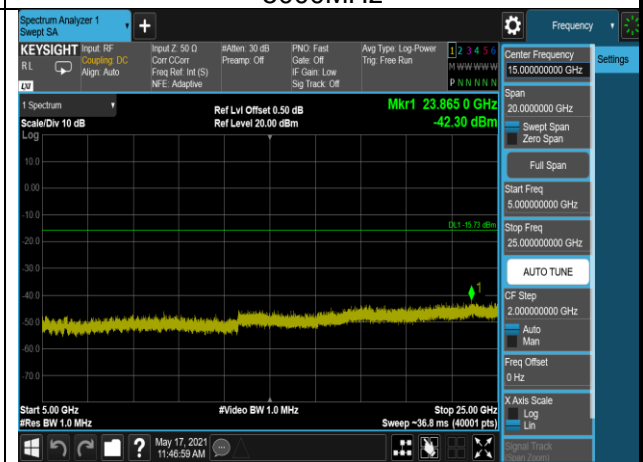 5000MHz
Spectrum Analyzer 1
Swept SA
+
Frequency
KEYSIGHT
RL
LXI
Input: RF
Coupling: DC
Align: Auto
Input Z: 50 Ω
Corr CCorr
Freq Ref: Int (S)
NFE: Adaptive
#Atten: 30 dB
Preamp: Off
PNO: Fast
Gate: Off
IF Gain: Low
Sig Track: Off
Avg Type: Log-Power
Trig: Free Run
1 2 3 4 5 6
M W W W W W
P N N N N N
1 Spectrum
Scale/Div 10 dB
Ref Lvl Offset 0.50 dB
Ref Level 20.00 dBm
Mkr1 23.865 0 GHz
-42.30 dBm
Log
10.0
0.00
-10.0
-20.0
-30.0
-40.0
-50.0
-60.0
-70.0
DL1 -15.73 dBm
1
Start 5.00 GHz
#Res BW 1.0 MHz
#Video BW 1.0 MHz
Stop 25.00 GHz
Sweep ~36.8 ms (40001 pts)
Center Frequency
15.000000000 GHz
Settings
Span
20.0000000 GHz
Swept Span
Zero Span
Full Span
Start Freq
5.000000000 GHz
Stop Freq
25.000000000 GHz
AUTO TUNE
CF Step
2.000000000 GHz
Auto
Man
Freq Offset
0 Hz
X Axis Scale
Log
Lin
Signal Track
(Span Zoom)
?
May 17, 2021
11:46:59 AM